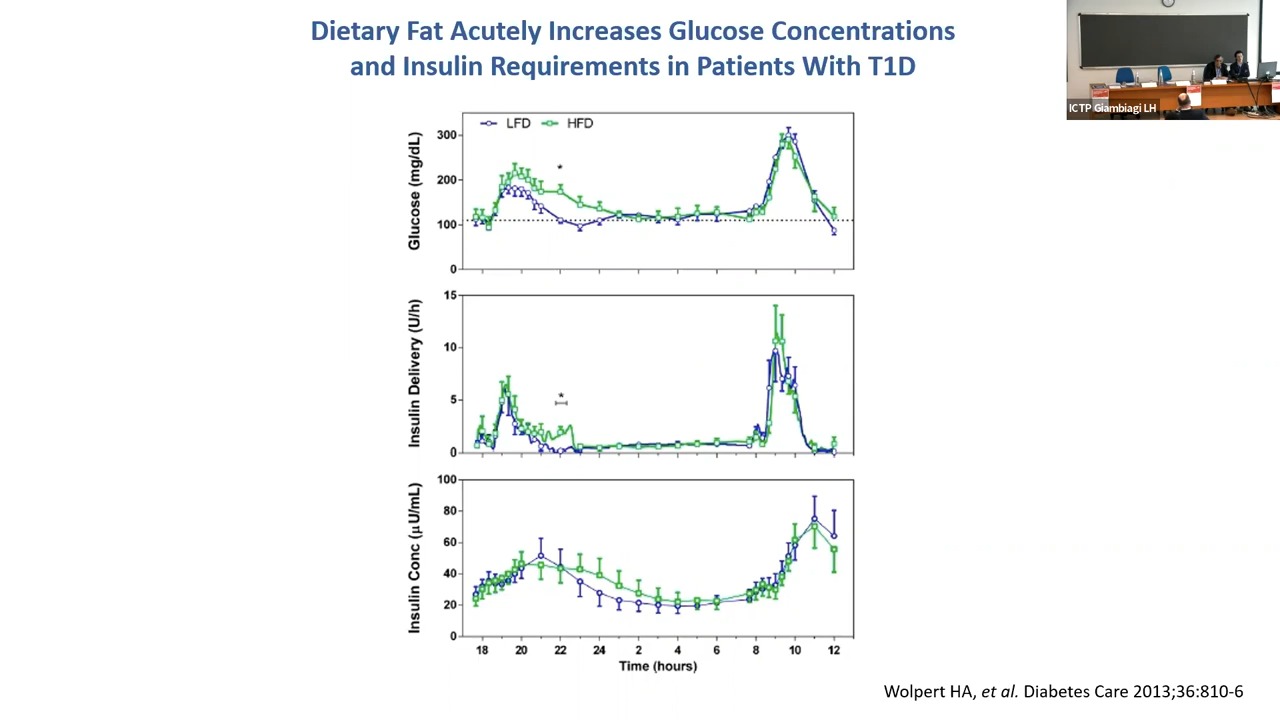 Dietary Fat Acutely Increases Glucose Concentrations
and Insulin Requirements in Patients With T1D
ICTP Giambiagi LH
LFD HFD
Glucose (mg/dL)
300
200
100
0
*
Insulin Delivery (U/h)
15
10
5
0
*
Insulin Conc (μU/mL)
100
80
60
40
20
0
18 20 22 24 2 4 6 8 10 12
Time (hours)
Wolpert HA, et al. Diabetes Care 2013;36:810-6